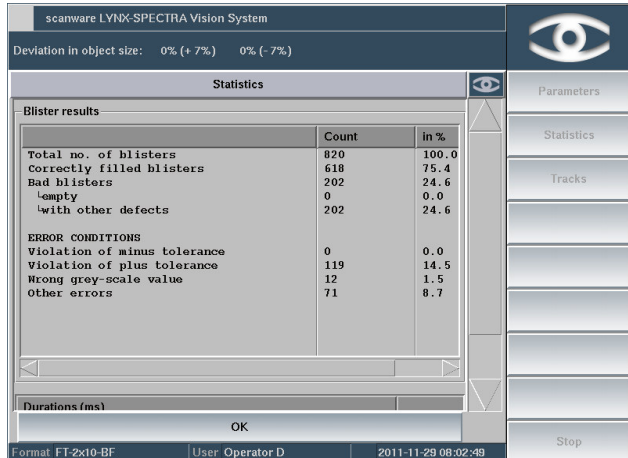 scanware LYNX-SPECTRA Vision System
Deviation in object size: 0% (+ 7%) 0% (- 7%)
Statistics
Blister results
Count in %
Total no. of blisters 820 100.0
Correctly filled blisters 618 75.4
Bad blisters 202 24.6
empty 0 0.0
with other defects 202 24.6
ERROR CONDITIONS
Violation of minus tolerance 0 0.0
Violation of plus tolerance 119 14.5
Wrong grey-scale value 12 1.5
Other errors 71 8.7
Durations (ms)
OK
Format FT-2x10-BF User Operator D 2011-11-29 08:02:49
Parameters
Statistics
Tracks
Stop